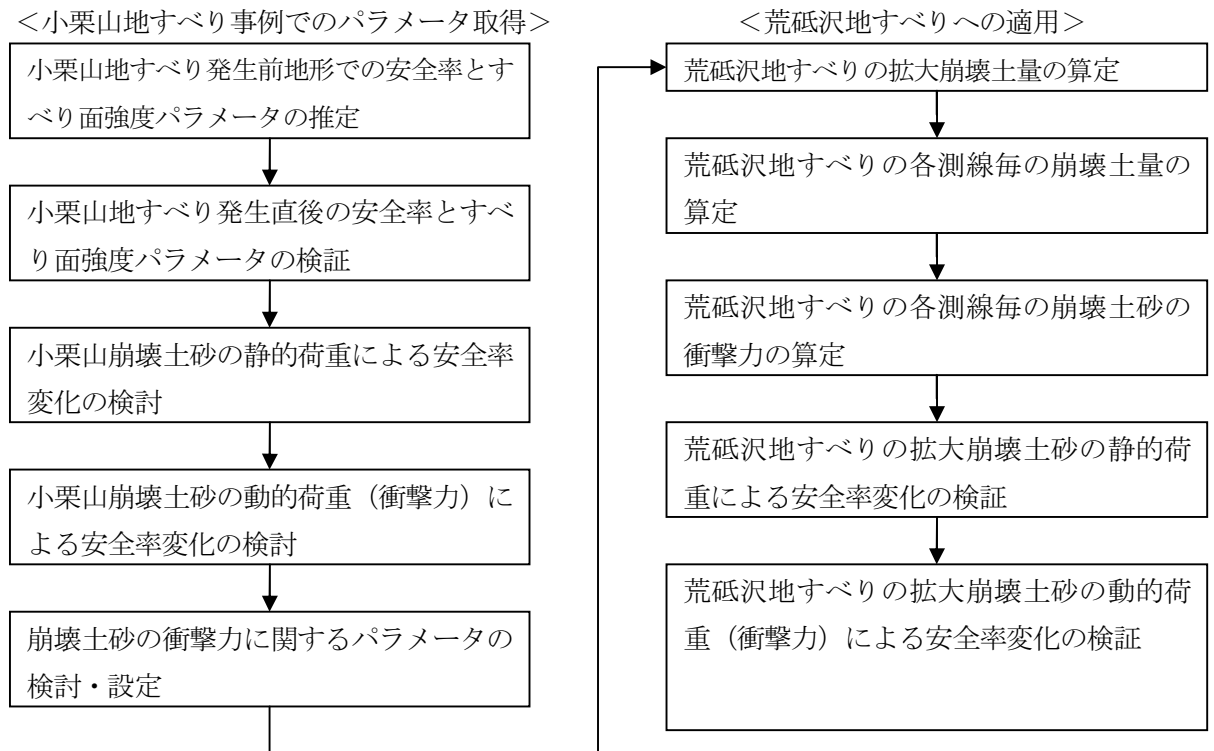 ＜小栗山地すべり事例でのパラメータ取得＞
小栗山地すべり発生前地形での安全率とす
べり面強度パラメータの推定
小栗山地すべり発生直後の安全率とすべ
り面強度パラメータの検証
小栗山崩壊土砂の静的荷重による安全率
変化の検討
小栗山崩壊土砂の動的荷重（衝撃力）に
よる安全率変化の検討
崩壊土砂の衝撃力に関するパラメータの
検討・設定
＜荒砥沢地すべりへの適用＞
荒砥沢地すべりの拡大崩壊土量の算定
荒砥沢地すべりの各測線毎の崩壊土量の
算定
荒砥沢地すべりの各測線毎の崩壊土砂の
衝撃力の算定
荒砥沢地すべりの拡大崩壊土砂の静的荷
重による安全率変化の検証
荒砥沢地すべりの拡大崩壊土砂の動的荷
重（衝撃力）による安全率変化の検証